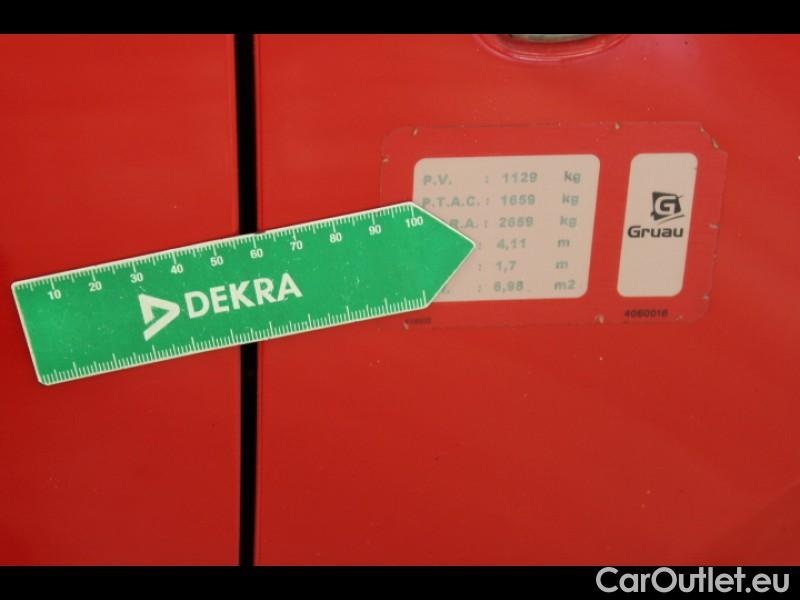 P.V. : 1129 kg
P.T.A.C. : 1659 kg
.R.A. : 2659 kg
: 4,11 m
: 1,7 m
: 6,98 m2
G
Gruau
4060016
10 20 30 40 50 60 70 80 90 100
DEKRA
CarOutlet.eu